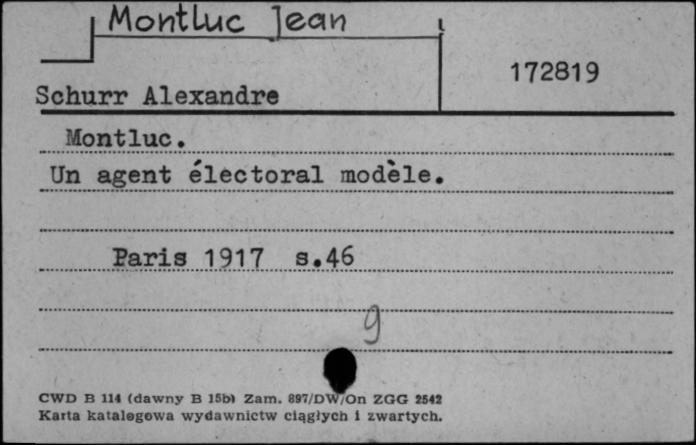 Montluc Jean
172819
Schurr Alexandre
Montluc.
Un agent électoral modèle.
Paris 1917 s.46
9
CWD B 114 (dawny B 15b) Zam. 897/DW/On ZGG 2542
Karta katalogowa wydawnictw ciągłych i zwartych.